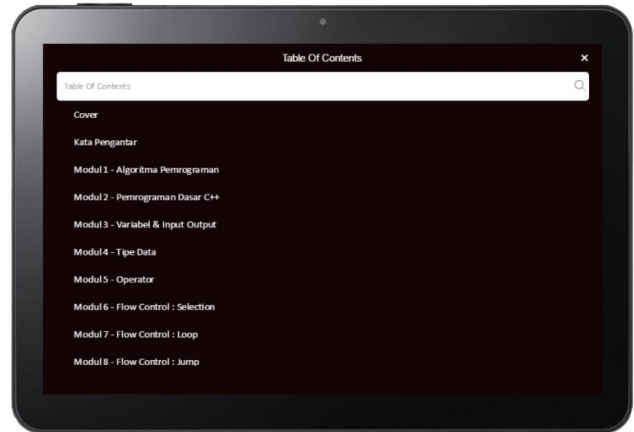 Table Of Contents
×
Table Of Contents
Cover
Kata Pengantar
Modul 1 - Algoritma Pemrograman
Modul 2 - Pemrograman Dasar C++
Modul 3 - Variabel & Input Output
Modul 4 - Tipe Data
Modul 5 - Operator
Modul 6 - Flow Control : Selection
Modul 7 - Flow Control : Loop
Modul 8 - Flow Control : Jump